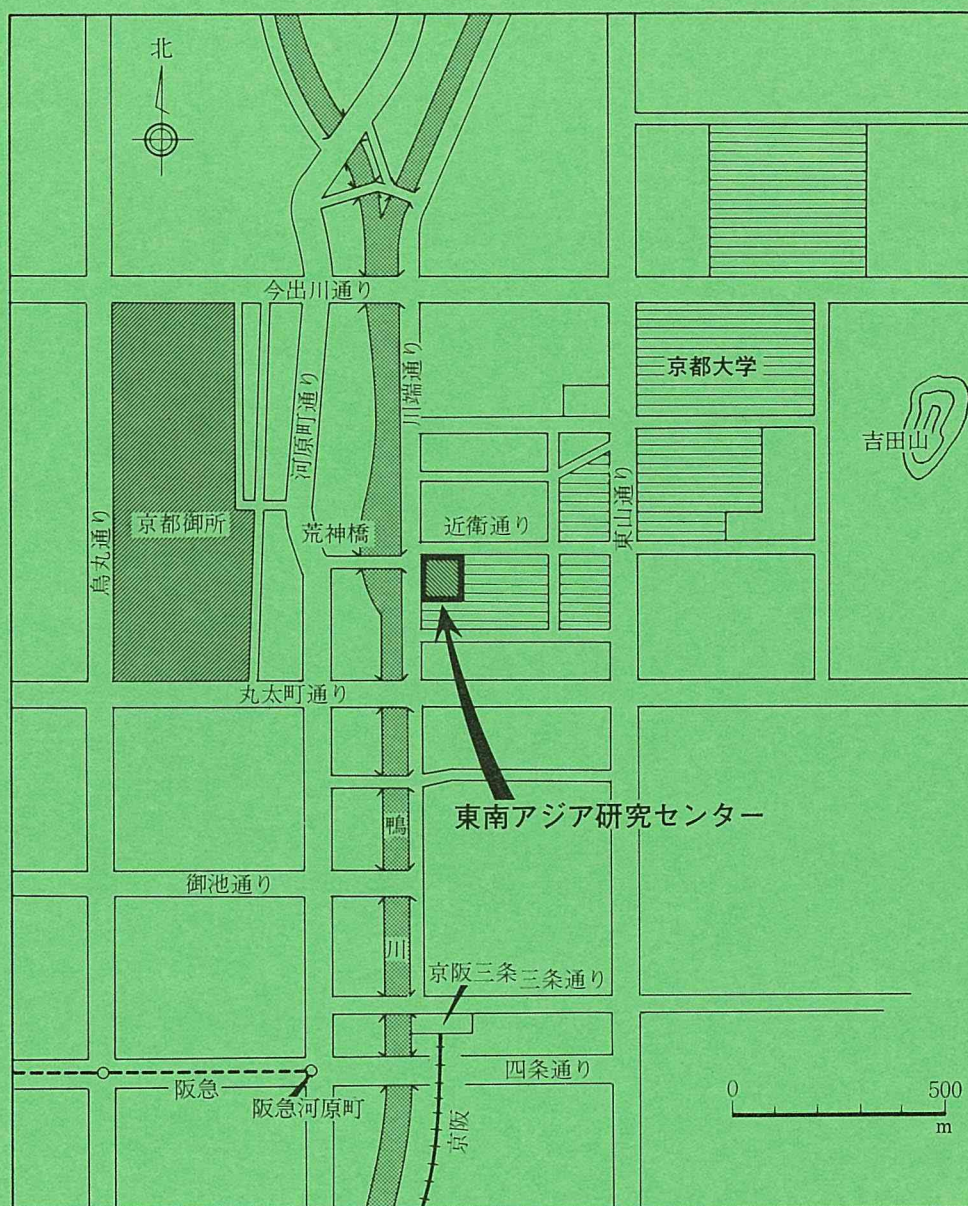 北
今出川通り
川端通り
河原町通り
京都大学
吉田山
東山通り
烏丸通り
京都御所
荒神橋
近衛通り
丸太町通り
東南アジア研究センター
鴨
御池通り
川
京阪三条
三条通り
四条通り
阪急
阪急河原町
京阪
0
500
m